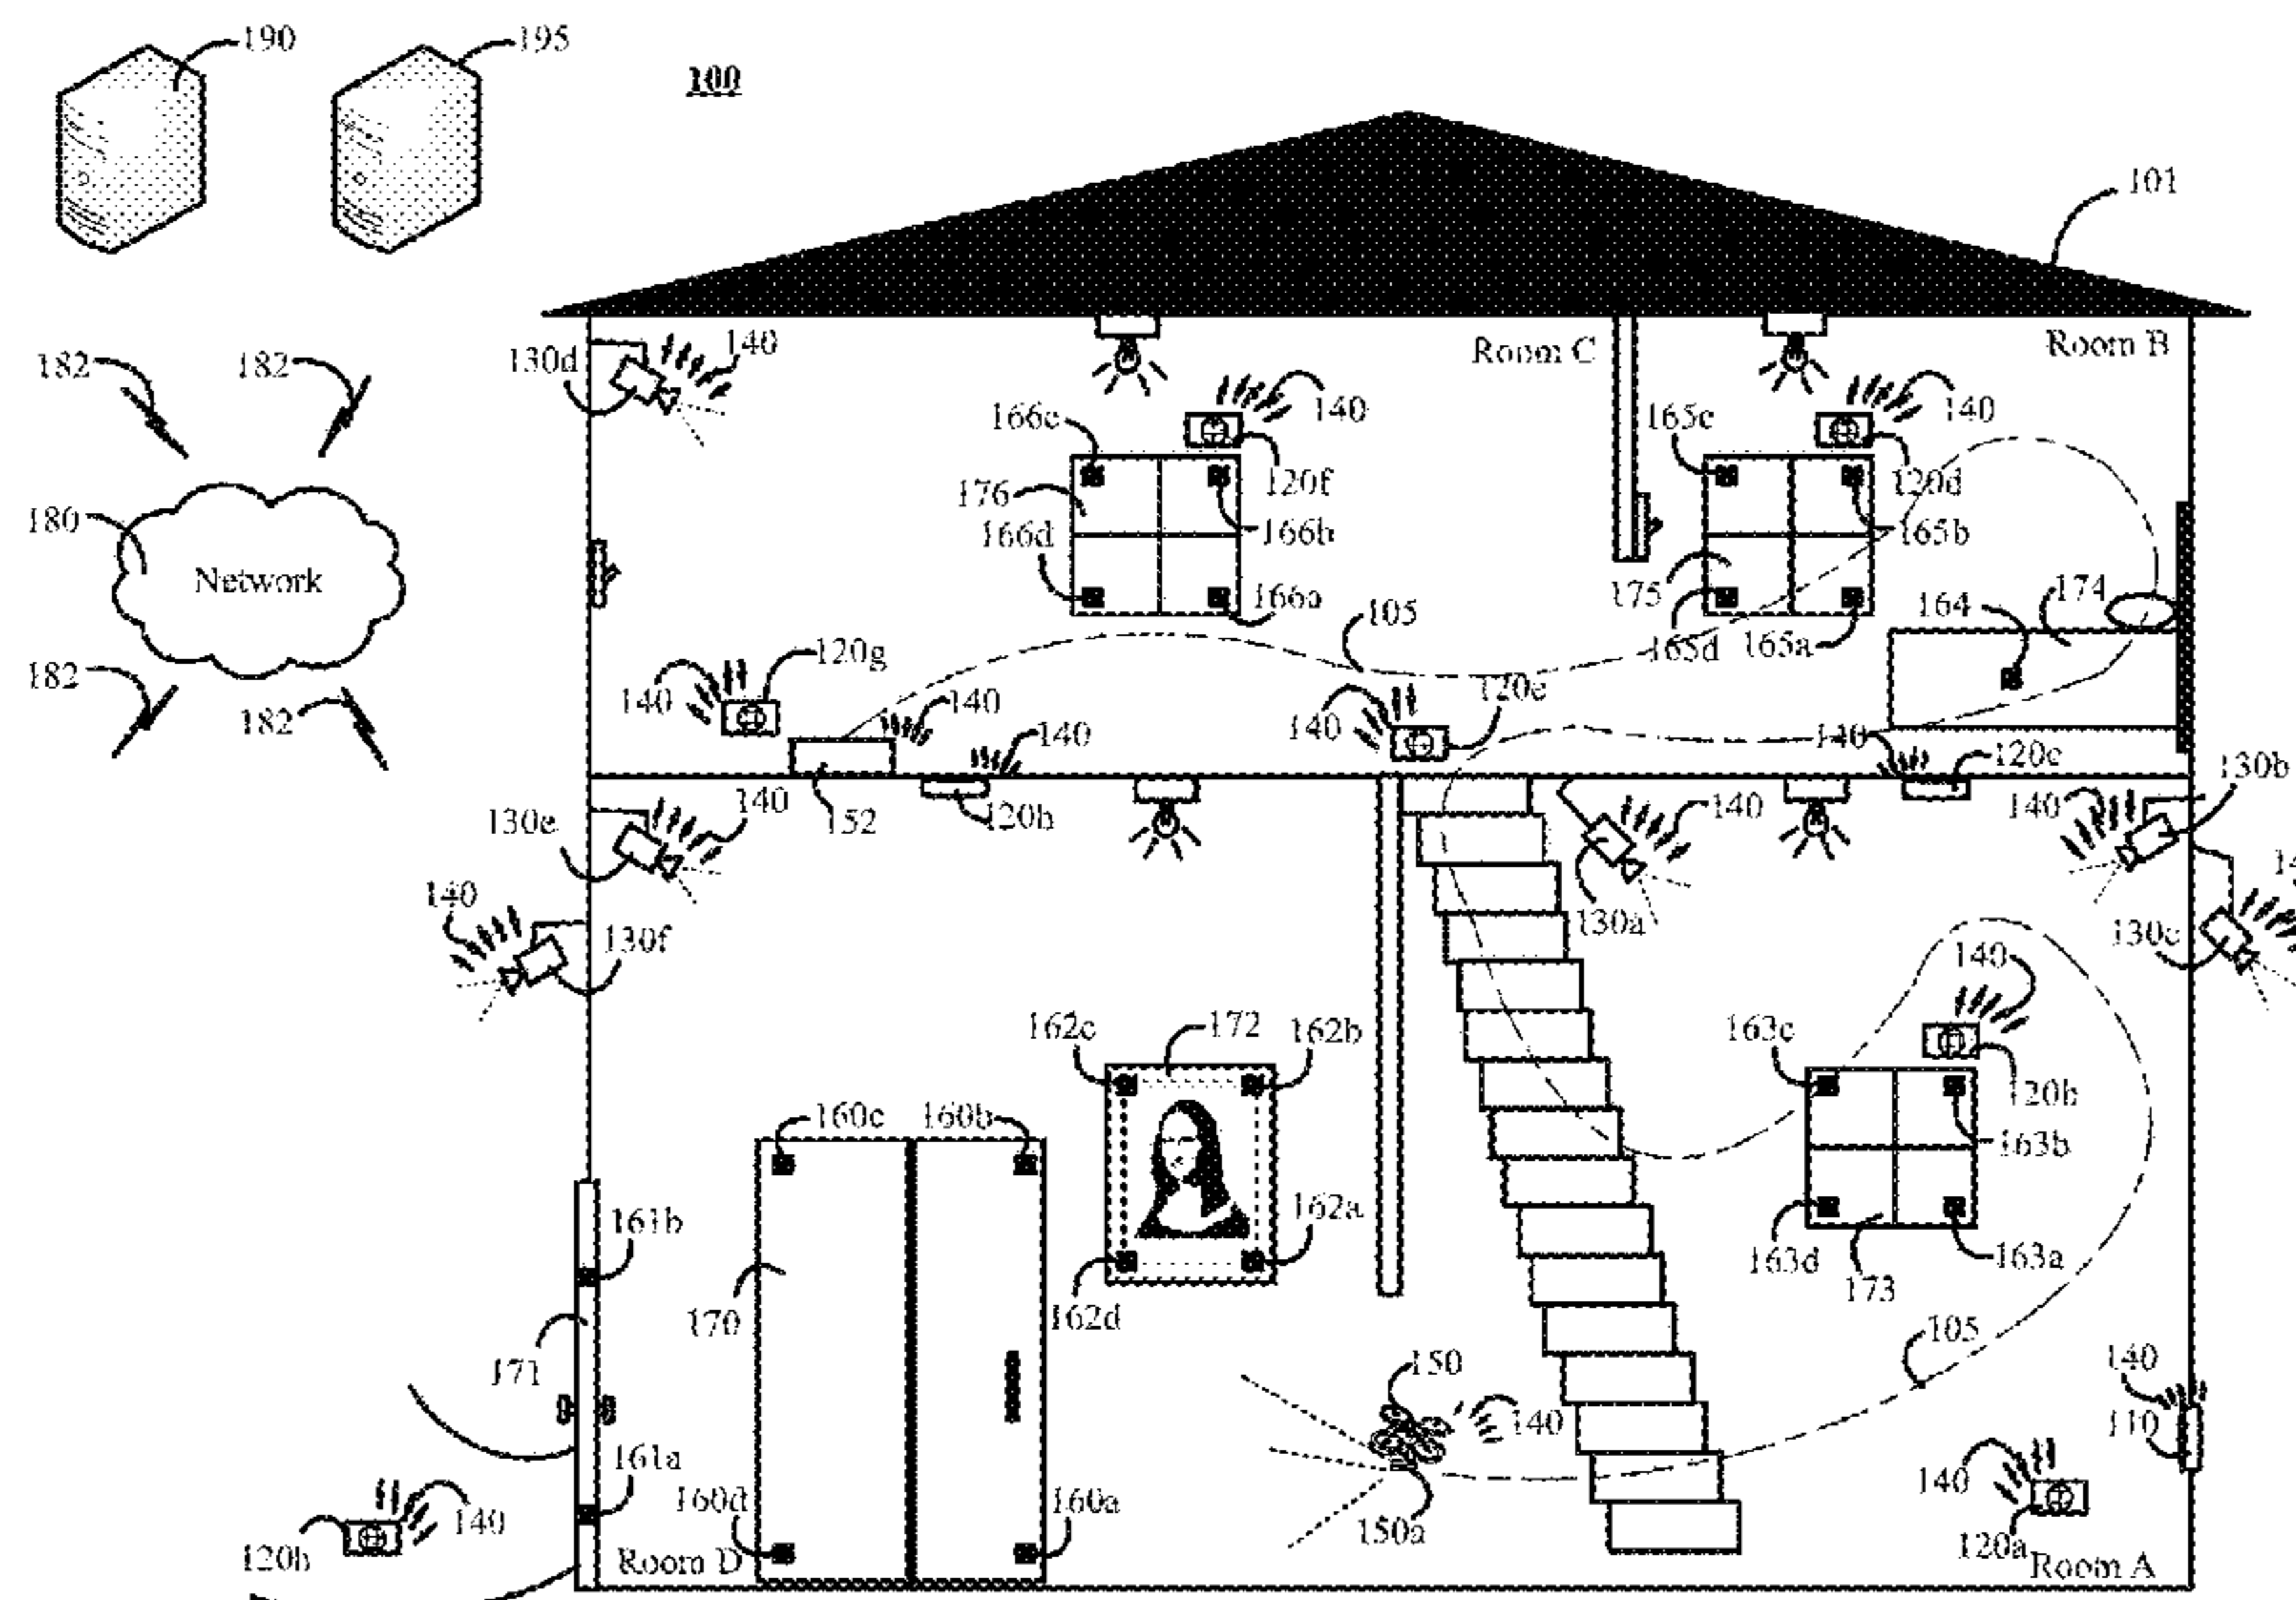 190
195
100
101
182
182
130d
140
Room C
Room B
166c
140
165c
140
180
176
120f
120d
Network
166d
166b
165b
166a
175
164
174
105
165d
165a
182
182
140
120g
140
140
120e
140
140
130e
140
152
120h
140
140
120c
130b
140
130f
130a
130c
140
162c
172
162b
163c
120b
160c
160b
163b
161b
162a
163d
163a
173
170
162d
171
105
150
140
140
110
161a
160d
160a
150a
140
140
120h
Room D
120a
Room A